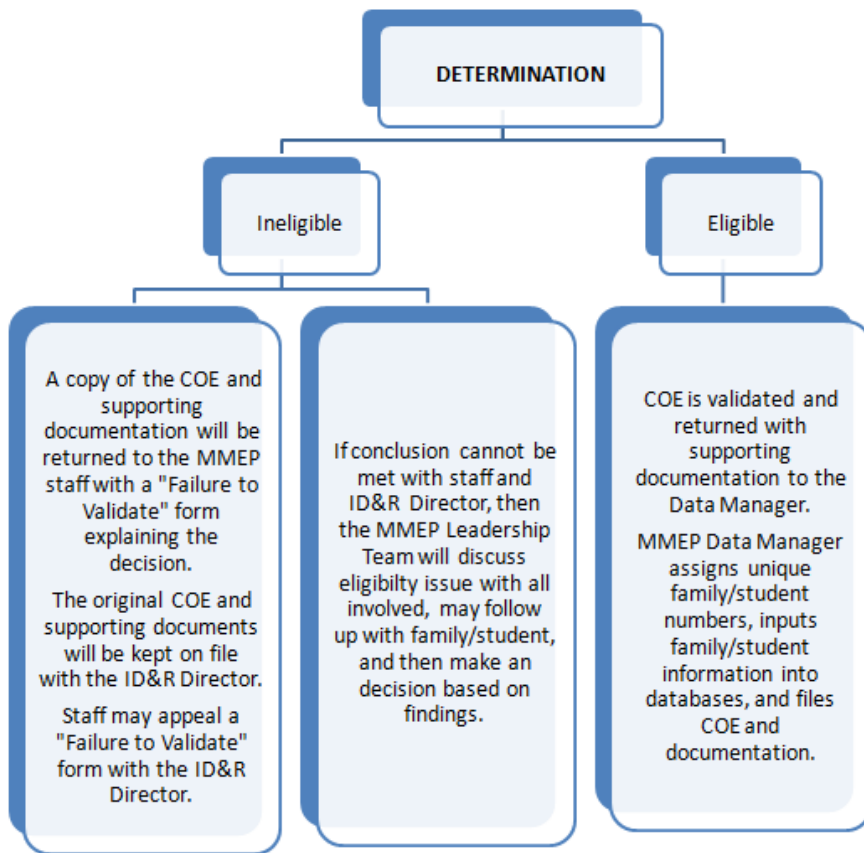 DETERMINATION
Ineligible
Eligible
A copy of the COE and
supporting
documentation will be
returned to the MMEP
staff with a "Failure to
Validate" form
explaining the
decision.
The original COE and
supporting documents
will be kept on file
with the ID&R Director.
Staff may appeal a
"Failure to Validate"
form with the ID&R
Director.
If conclusion cannot be
met with staff and
ID&R Director, then
the MMEP Leadership
Team will discuss
eligibilty issue with all
involved, may follow
up with family/student,
and then make an
decision based on
findings.
COE is validated and
returned with
supporting
documentation to the
Data Manager.
MMEP Data Manager
assigns unique
family/student
numbers, inputs
family/student
information into
databases, and files
COE and
documentation.